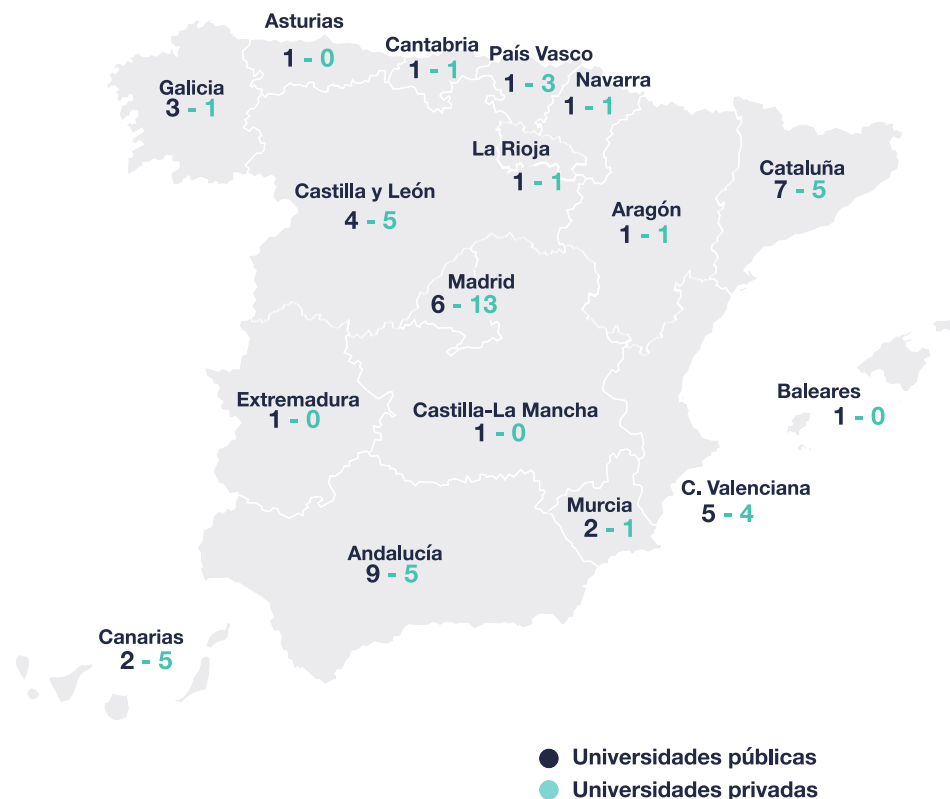 Asturias
1 - 0
Cantabria
1 - 1
País Vasco
1 - 3
Navarra
1 - 1
Galicia
3 - 1
La Rioja
1 - 1
Cataluña
7 - 5
Castilla y León
4 - 5
Aragón
1 - 1
Madrid
6 - 13
Baleares
1 - 0
Extremadura
1 - 0
Castilla-La Mancha
1 - 0
C. Valenciana
5 - 4
Murcia
2 - 1
Andalucía
9 - 5
Canarias
2 - 5
Universidades públicas
Universidades privadas